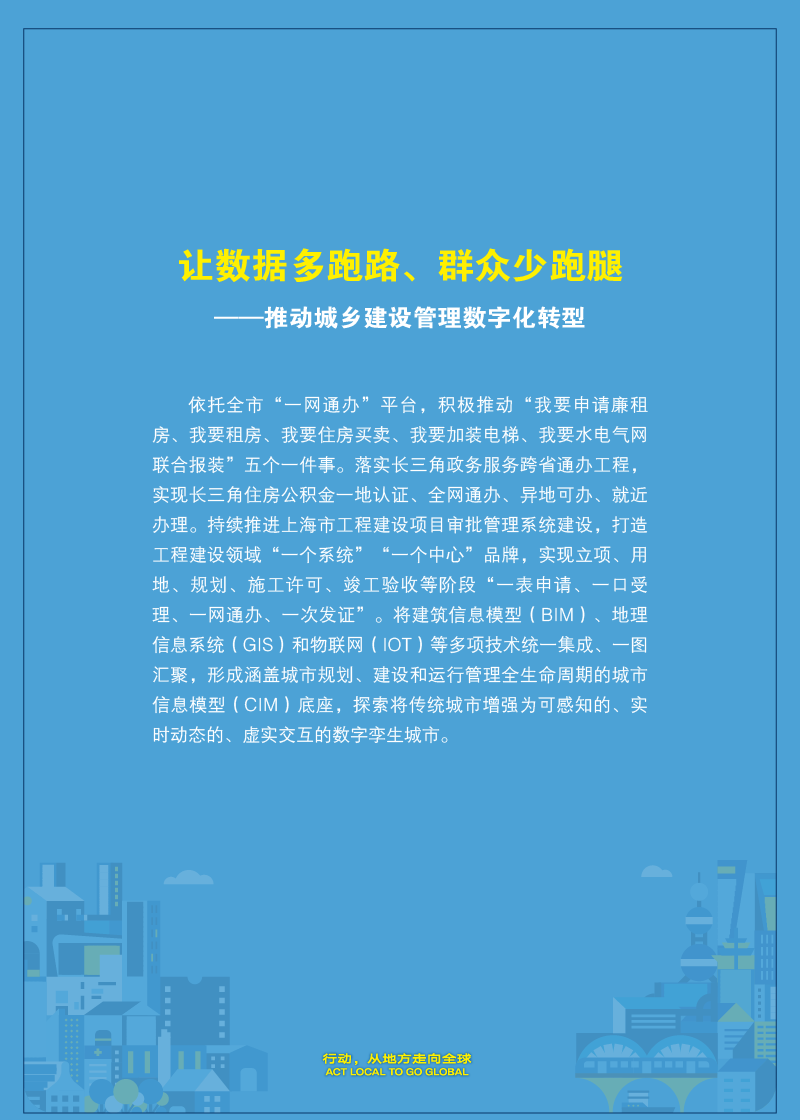 让数据多跑路、群众少跑腿
——推动城乡建设管理数字化转型
依托全市“一网通办”平台，积极推动“我要申请廉租
房、我要租房、我要住房买卖、我要加装电梯、我要水电气网
联合报装”五个一件事。落实长三角政务服务跨省通办工程，
实现长三角住房公积金一地认证、全网通办、异地可办、就近
办理。持续推进上海市工程建设项目审批管理系统建设，打造
工程建设领域“一个系统”“一个中心”品牌，实现立项、用
地、规划、施工许可、竣工验收等阶段“一表申请、一口受
理、一网通办、一次发证”。将建筑信息模型（BIM）、地理
信息系统（GIS）和物联网（IOT）等多项技术统一集成、一图
汇聚，形成涵盖城市规划、建设和运行管理全生命周期的城市
信息模型（CIM）底座，探索将传统城市增强为可感知的、实
时动态的、虚实交互的数字孪生城市。
行动，从地方走向全球
ACT LOCAL TO GO GLOBAL